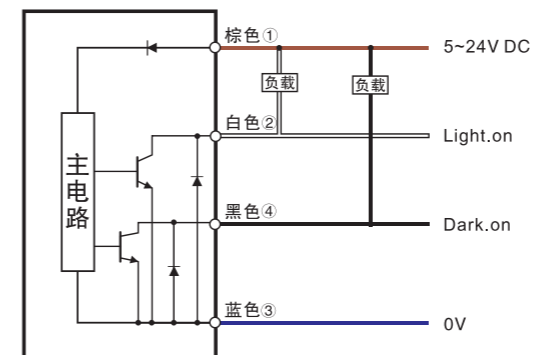 棕色① 5~24V DC
负载 负载
白色② Light.on
主电路
黑色④ Dark.on
蓝色③ 0V